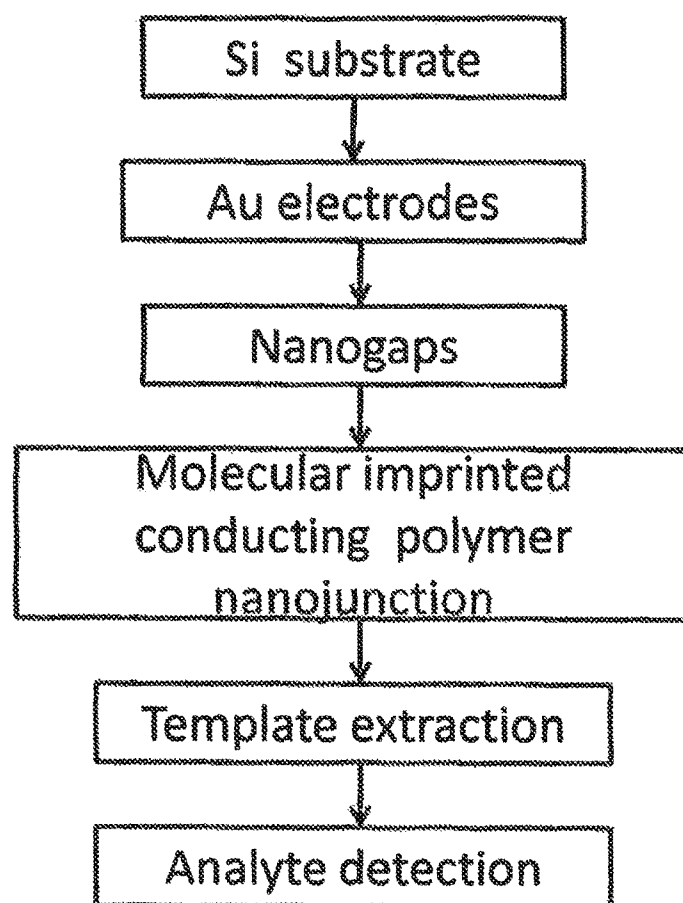 Si substrate
Au electrodes
Nanogaps
Molecular imprinted
conducting polymer
nanojunction
Template extraction
Analyte detection